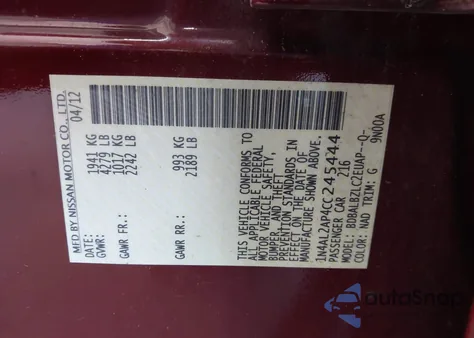 MFD BY NISSAN MOTOR CO., LTD.
DATE: 04/12
GVWR: 1941 KG
4279 LB
GAWR FR: 1017 KG
2242 LB
GAWR RR: 993 KG
2189 LB
THIS VEHICLE CONFORMS TO
ALL APPLICABLE FEDERAL
MOTOR VEHICLE SAFETY,
BUMPER, AND THEFT
PREVENTION STANDARDS IN
EFFECT ON THE DATE OF
MANUFACTURE SHOWN ABOVE.
1N4AL2AP4CC245444
PASSENGER CAR 216
MODEL: BDBALBZLC2EUAP--Q-
COLOR: NAD TRIM: G 9N00A
AutoSnap